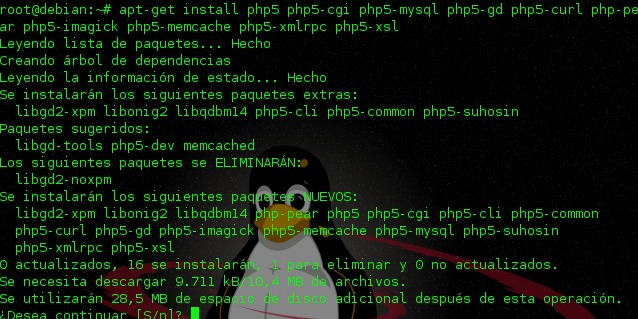 root@debian:~# apt-get install php5 php5-cgi php5-mysql php5-gd php5-curl php-pe
ar php5-imagick php5-memcache php5-xmlrpc php5-xsl
Leyendo lista de paquetes... Hecho
Creando árbol de dependencias
Leyendo la información de estado... Hecho
Se instalarán los siguientes paquetes extras:
libgd2-xpm libonig2 libqdbm14 php5-cli php5-common php5-suhosin
Paquetes sugeridos:
libgd-tools php5-dev memcached
Los siguientes paquetes se ELIMINARÁN:
libgd2-noxpm
Se instalarán los siguientes paquetes NUEVOS:
libgd2-xpm libonig2 libqdbm14 php-pear php5 php5-cgi php5-cli php5-common
php5-curl php5-gd php5-imagick php5-memcache php5-mysql php5-suhosin
php5-xmlrpc php5-xsl
0 actualizados, 16 se instalarán, 1 para eliminar y 0 no actualizados.
Se necesita descargar 9.711 kB/10,4 MB de archivos.
Se utilizarán 28,5 MB de espacio de disco adicional después de esta operación.
¿Desea continuar [S/n]?